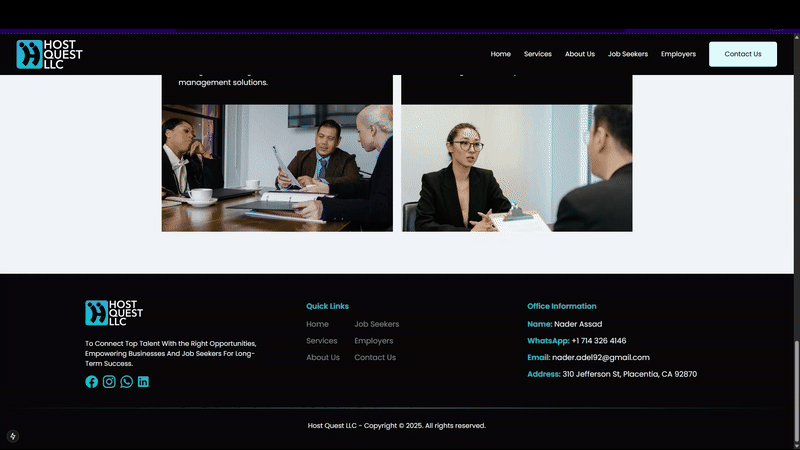 HOST
QUEST
LLC
Home
Services
About Us
Job Seekers
Employers
Contact Us
management solutions.
HOST
QUEST
LLC
To Connect Top Talent With the Right Opportunities,
Empowering Businesses And Job Seekers For Long-
Term Success.
Quick Links
Home
Job Seekers
Services
Employers
About Us
Contact Us
Office Information
Name: Nader Assad
WhatsApp: +1 714 326 4146
Email: nader.adel92@gmail.com
Address: 310 Jefferson St, Placentia, CA 92870
Host Quest LLC - Copyright © 2025. All rights reserved.